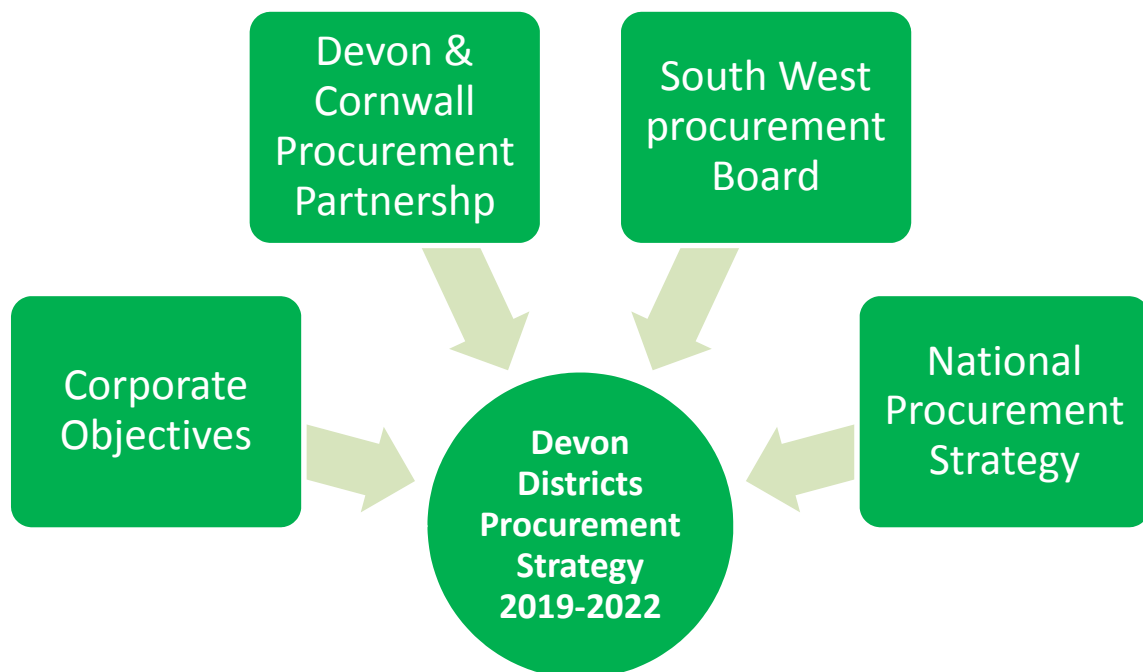 Devon &
Cornwall
Procurement
Partnershp
South West
procurement
Board
Corporate
Objectives
National
Procurement
Strategy
Devon
Districts
Procurement
Strategy
2019-2022